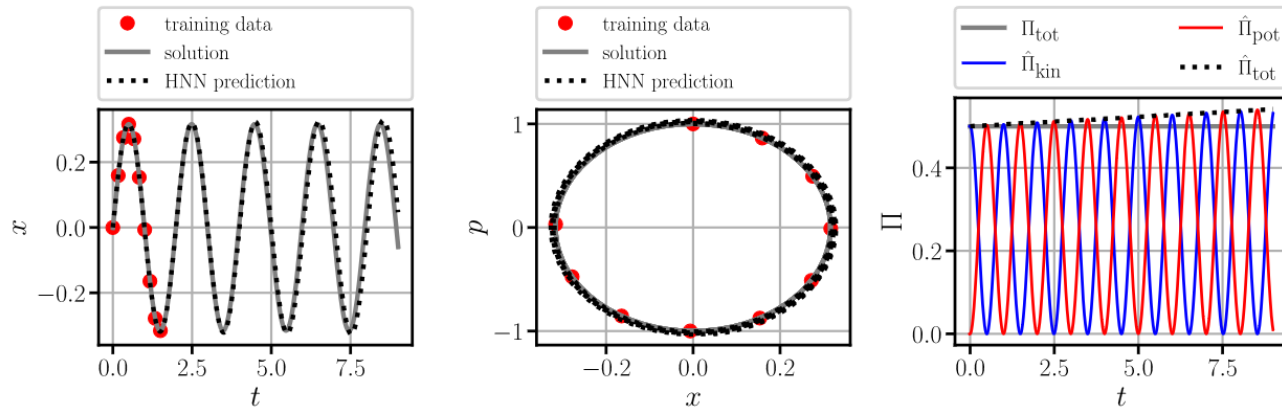 training data
solution
HNN prediction
x
0.2
0.0
−0.2
0.0
2.5
5.0
7.5
t
training data
solution
HNN prediction
p
1
0
−1
−0.2
0.0
0.2
x
Π_tot
Π̂_kin
Π̂_pot
Π̂_tot
Π
0.4
0.2
0.0
0.0
2.5
5.0
7.5
t